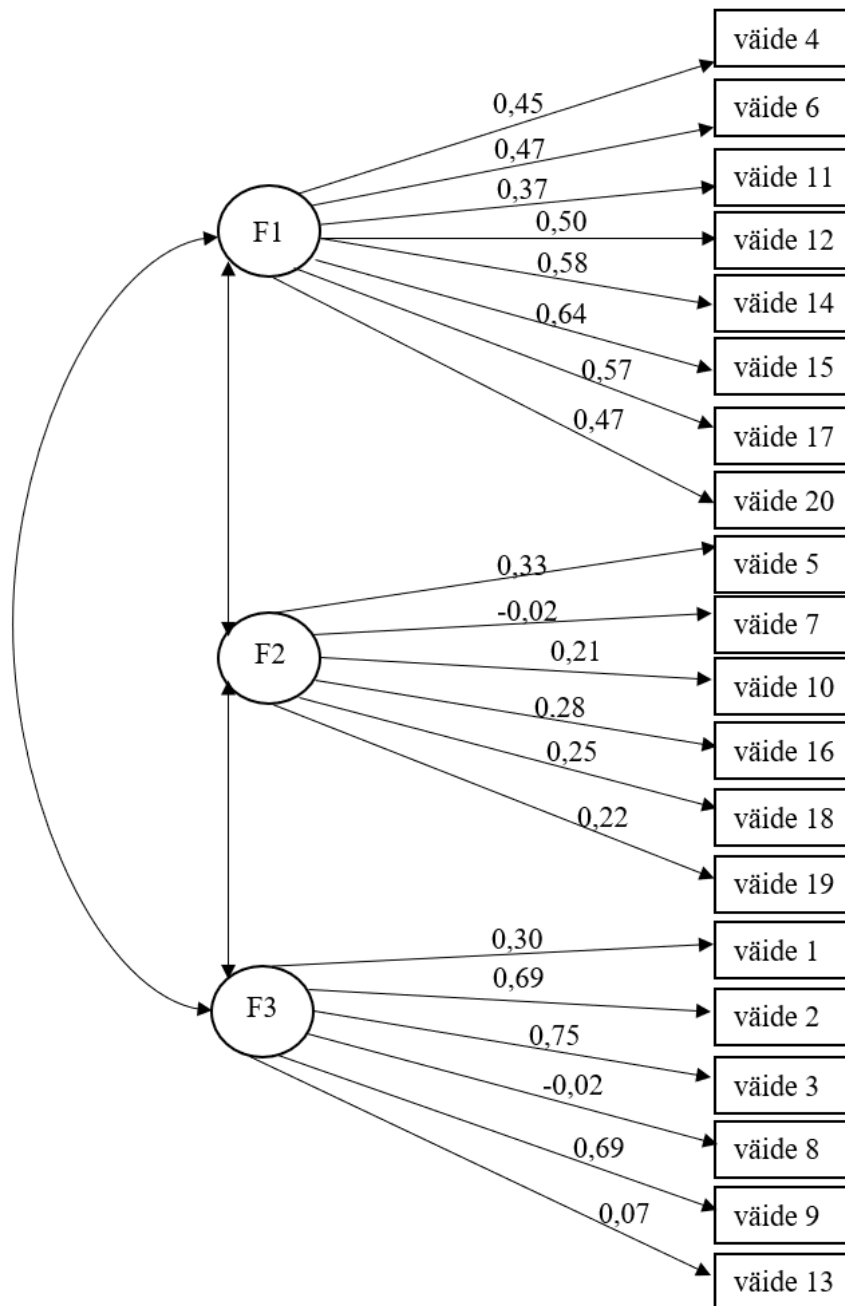 väide 4
0,45
väide 6
0,47
väide 11
0,37
F1
0,50
väide 12
0,58
väide 14
0,64
väide 15
0,57
väide 17
0,47
väide 20
0,33
väide 5
-0,02
väide 7
F2
0,21
väide 10
0,28
väide 16
0,25
väide 18
0,22
väide 19
0,30
väide 1
0,69
väide 2
F3
0,75
väide 3
-0,02
väide 8
0,69
väide 9
0,07
väide 13